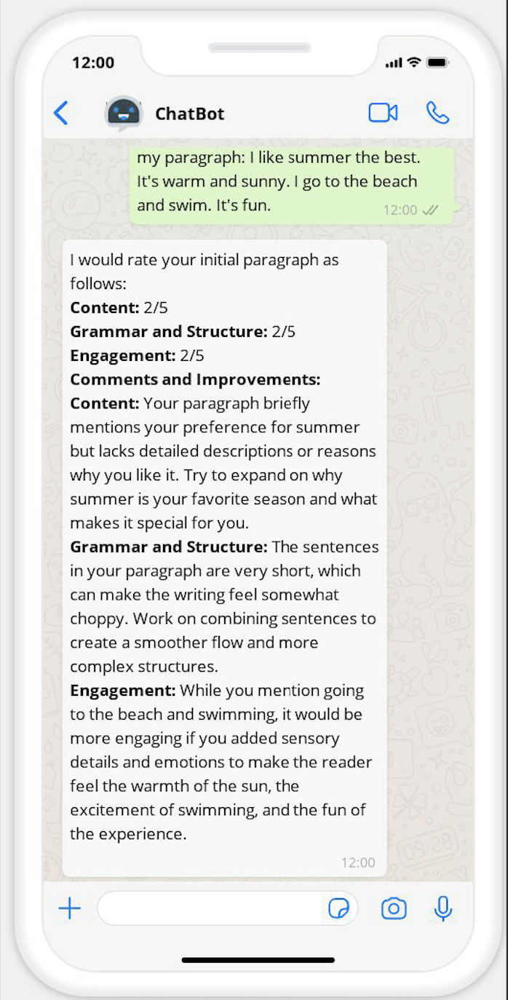 12:00
ChatBot
my paragraph: I like summer the best.
It's warm and sunny. I go to the beach
and swim. It's fun.
12:00
I would rate your initial paragraph as
follows:
Content: 2/5
Grammar and Structure: 2/5
Engagement: 2/5
Comments and Improvements:
Content: Your paragraph briefly
mentions your preference for summer
but lacks detailed descriptions or reasons
why you like it. Try to expand on why
summer is your favorite season and what
makes it special for you.
Grammar and Structure: The sentences
in your paragraph are very short, which
can make the writing feel somewhat
choppy. Work on combining sentences to
create a smoother flow and more
complex structures.
Engagement: While you mention going
to the beach and swimming, it would be
more engaging if you added sensory
details and emotions to make the reader
feel the warmth of the sun, the
excitement of swimming, and the fun of
the experience.
12:00
03:28